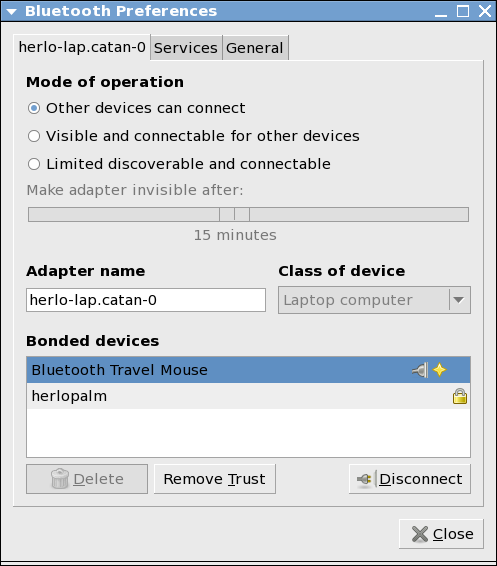 Bluetooth Preferences
herlo-lap.catan-0 Services General
Mode of operation
Other devices can connect
Visible and connectable for other devices
Limited discoverable and connectable
Make adapter invisible after:
15 minutes
Adapter name Class of device
herlo-lap.catan-0 Laptop computer
Bonded devices
Bluetooth Travel Mouse
herlopalm
Delete Remove Trust Disconnect
Close